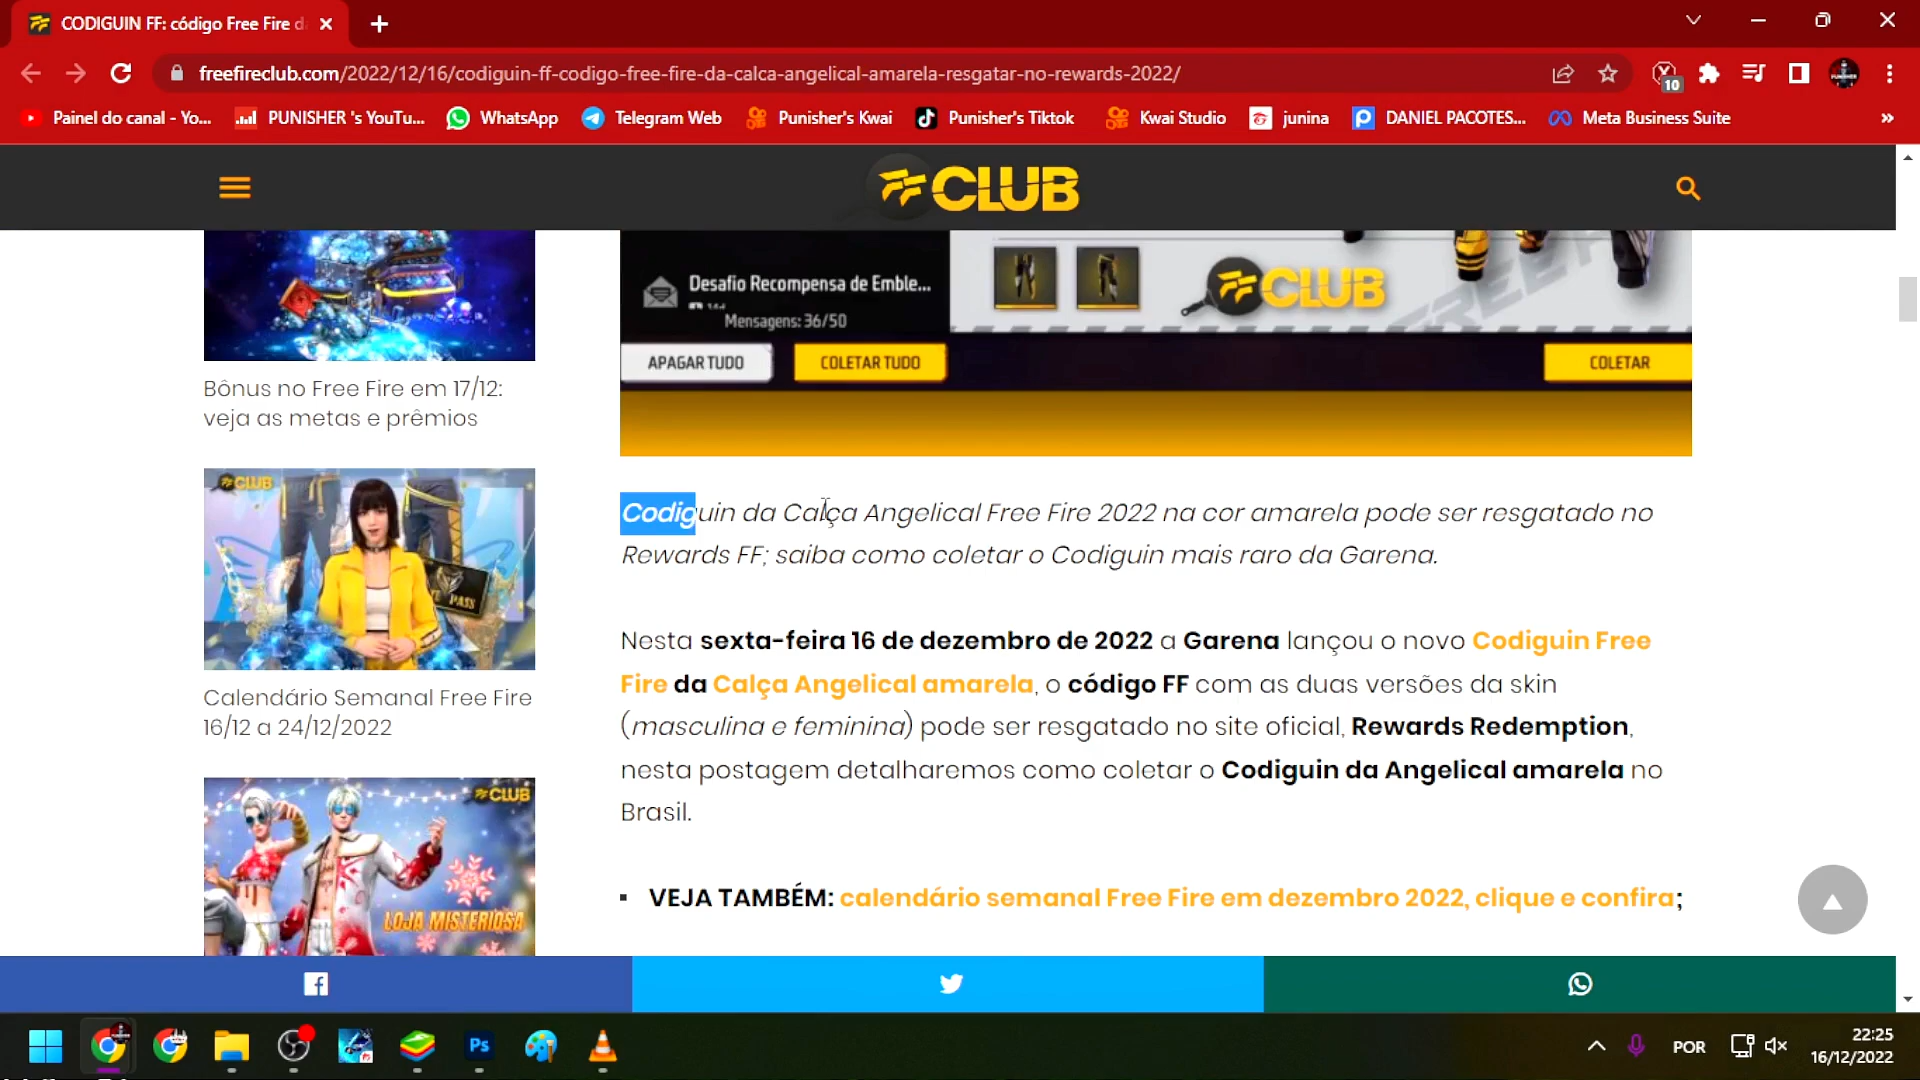 CODIGUIN FF: código Free Fire d
freefireclub.com/2022/12/16/codiguin-ff-codigo-free-fire-da-calca-angelical-amarela-resgatar-no-rewards-2022/
10
Painel do canal - Yo...
PUNISHER 's YouTu...
WhatsApp
Telegram Web
Punisher's Kwai
Punisher's Tiktok
Kwai Studio
junina
DANIEL PACOTES...
Meta Business Suite
FF CLUB
Desafio Recompensa de Emble...
Mensagens: 36/50
APAGAR TUDO
COLETAR TUDO
FF CLUB
COLETAR
Bônus no Free Fire em 17/12:
veja as metas e prêmios
CLUB
PASS
Calendário Semanal Free Fire
16/12 a 24/12/2022
CLUB
LOJA MISTERIOSA
Codiguin da Calça Angelical Free Fire 2022 na cor amarela pode ser resgatado no
Rewards FF; saiba como coletar o Codiguin mais raro da Garena.
Nesta sexta-feira 16 de dezembro de 2022 a Garena lançou o novo Codiguin Free
Fire da Calça Angelical amarela, o código FF com as duas versões da skin
(masculina e feminina) pode ser resgatado no site oficial, Rewards Redemption,
nesta postagem detalharemos como coletar o Codiguin da Angelical amarela no
Brasil.
VEJA TAMBÉM: calendário semanal Free Fire em dezembro 2022, clique e confira;
Ps
POR
22:25
16/12/2022